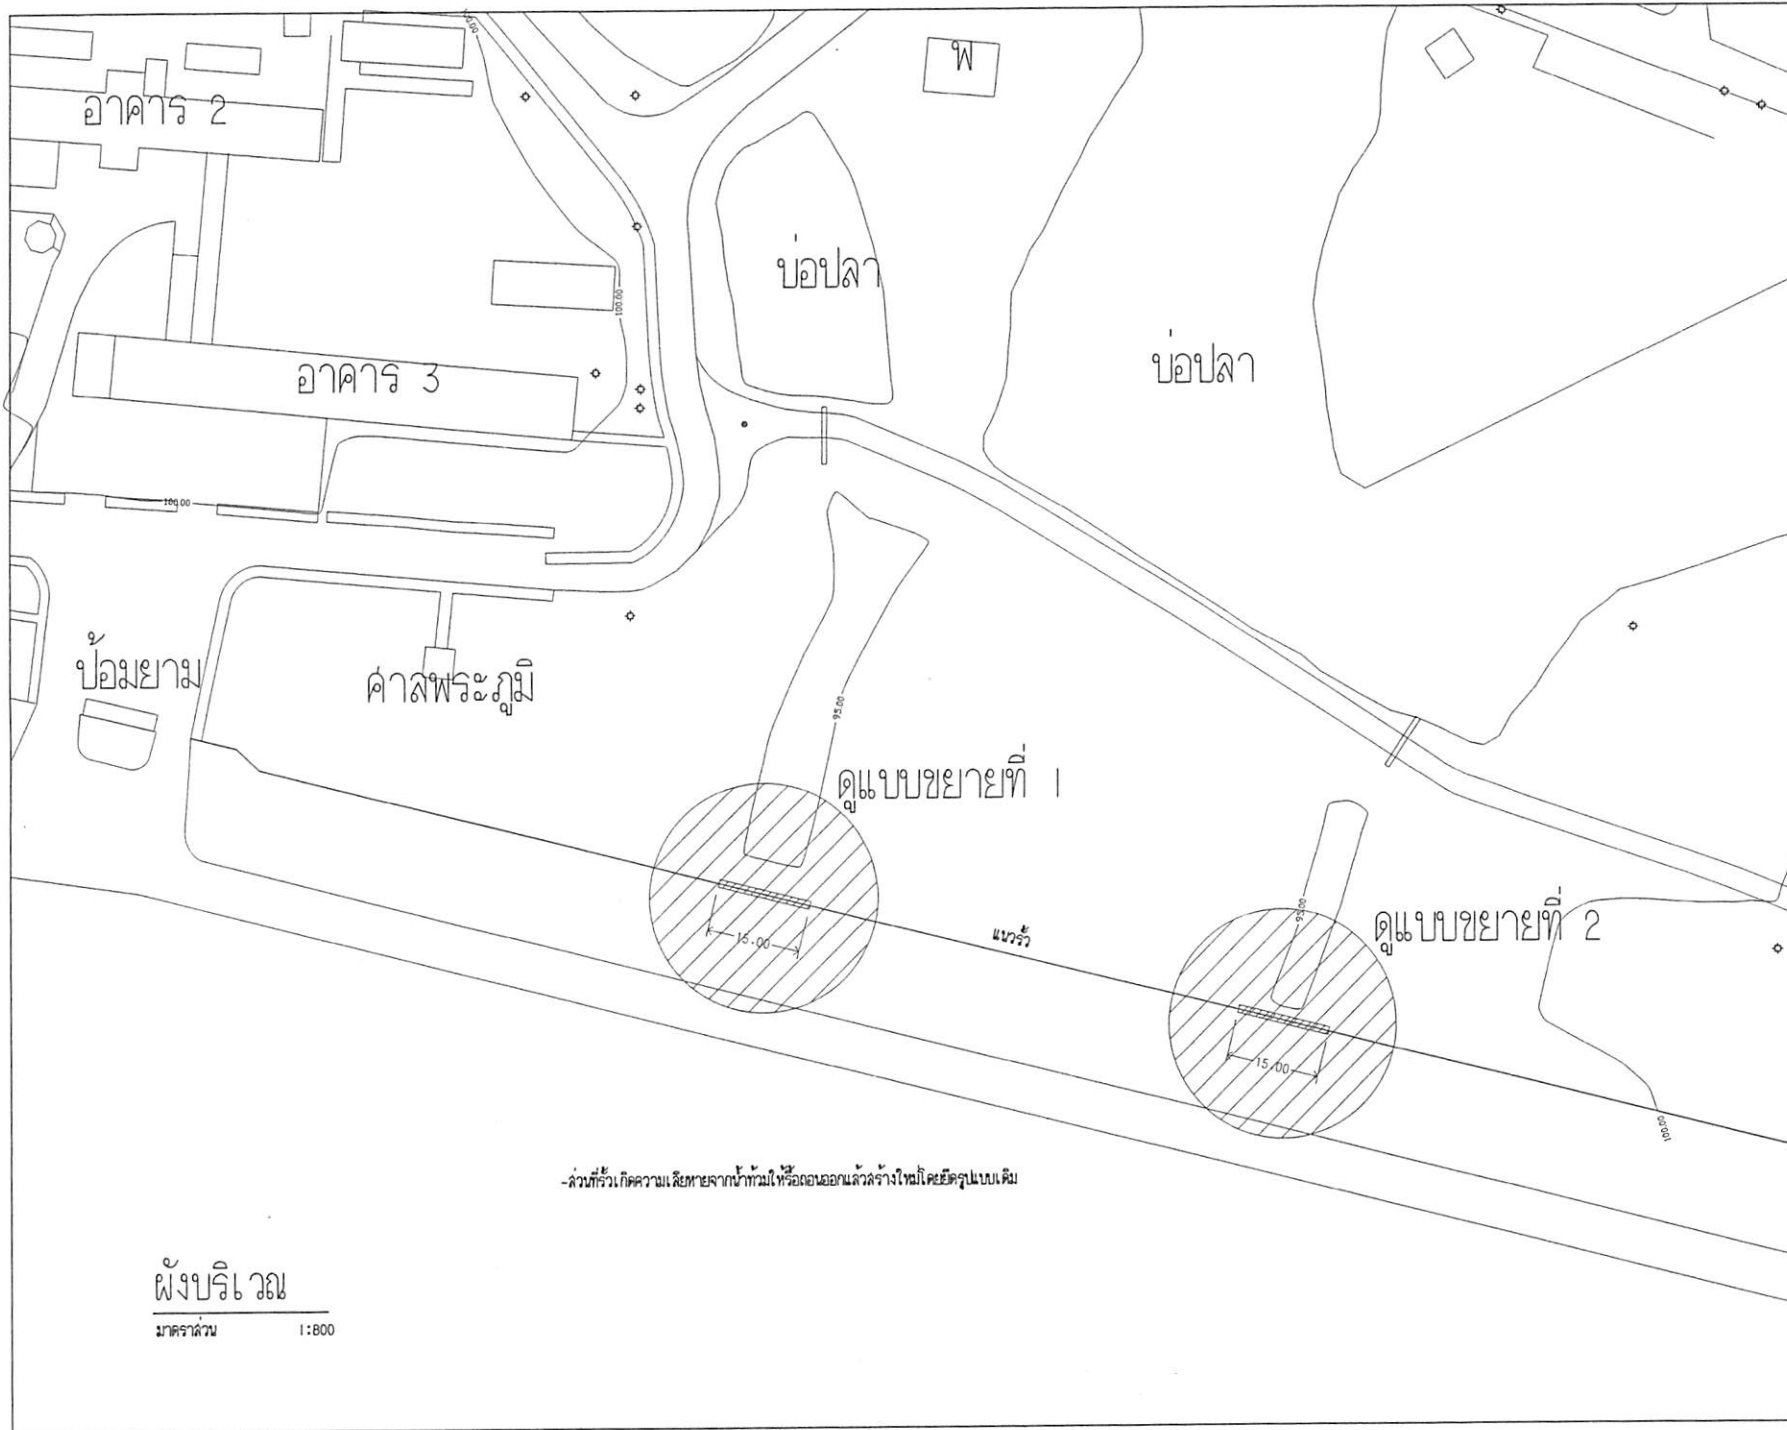 100.00
พ
อาคาร 2
บ่อปลา
100.00
บ่อปลา
อาคาร 3
100.00
ป้อมยาม
ศาลพระภูมิ
95.00
ดูแบบขยายที่ 1
95.00
ดูแบบขยายที่ 2
แนวรั้ว
15.00
15.00
100.00
-ส่วนที่รั้วเกิดความเสียหายจากน้ำท้วมให้รื้อถอนออกแล้วสร้างใหม่โดยยึดรูปแบบเดิม
ผังบริเวณ
มาตราส่วน 1:800